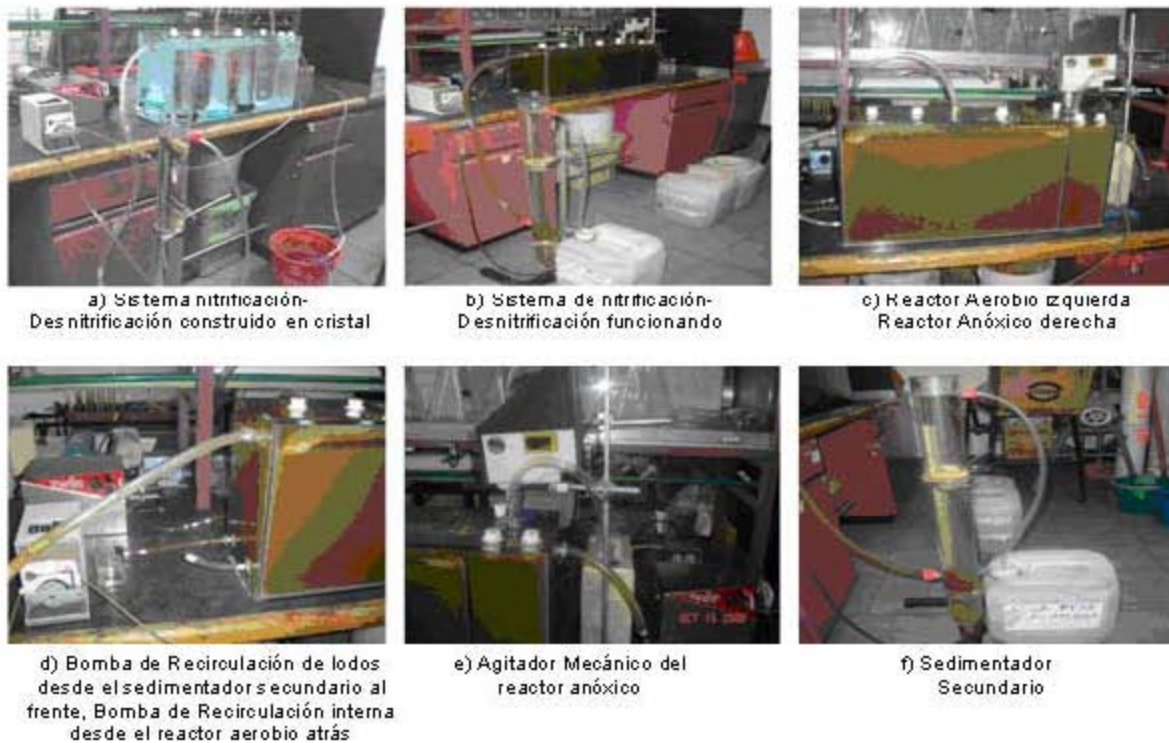 a) Sistema nitrificación-
Desnitrificación construido en cristal
b) Sistema de nitrificación-
Desnitrificación funcionando
c) Reactor Aerobio izquierda
Reactor Anóxico derecha
d) Bomba de Recirculación de lodos
desde el sedimentador secundario al
frente, Bomba de Recirculación interna
desde el reactor aerobio atrás
e) Agitador Mecánico del
reactor anóxico
f) Sedimentador
Secundario